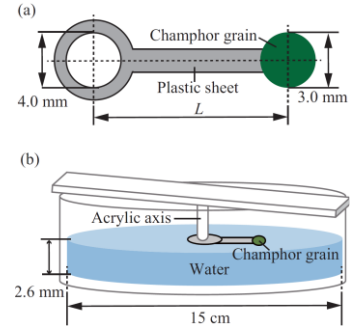 (a)
Champhor grain
4.0 mm
Plastic sheet
3.0 mm
L
(b)
Acrylic axis
Champhor grain
Water
2.6 mm
15 cm